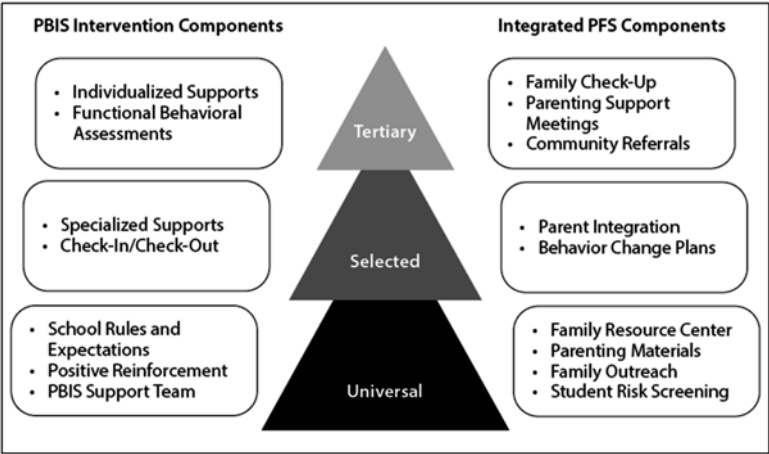 PBIS Intervention Components
Integrated PFS Components
• Individualized Supports
• Functional Behavioral
Assessments
Tertiary
• Family Check-Up
• Parenting Support
Meetings
• Community Referrals
• Specialized Supports
• Check-In/Check-Out
Selected
• Parent Integration
• Behavior Change Plans
• School Rules and
Expectations
• Positive Reinforcement
• PBIS Support Team
Universal
• Family Resource Center
• Parenting Materials
• Family Outreach
• Student Risk Screening